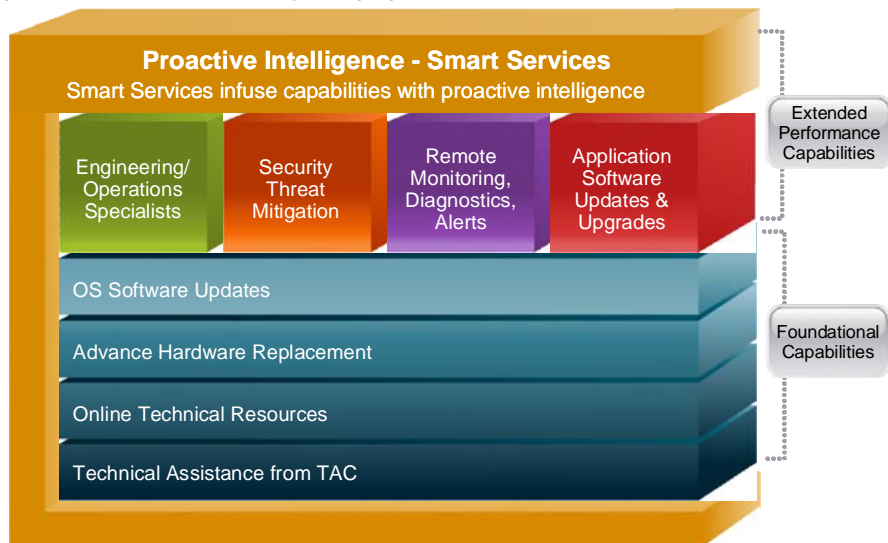 Proactive Intelligence - Smart Services
Smart Services infuse capabilities with proactive intelligence
Engineering/
Operations
Specialists
Security
Threat
Mitigation
Remote
Monitoring,
Diagnostics,
Alerts
Application
Software
Updates &
Upgrades
Extended
Performance
Capabilities
OS Software Updates
Advance Hardware Replacement
Online Technical Resources
Technical Assistance from TAC
Foundational
Capabilities